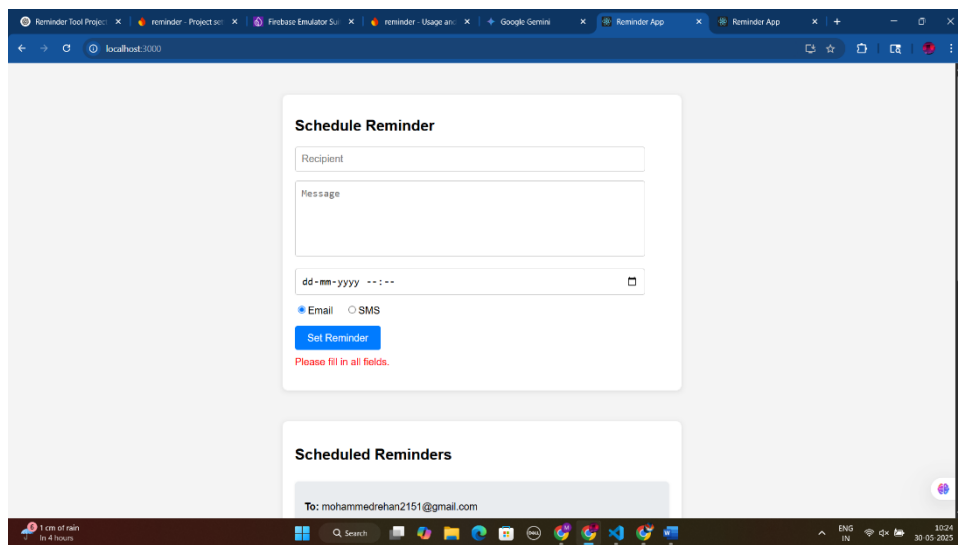 Reminder Tool Project
reminder - Project set
Firebase Emulator Sui
reminder - Usage and
Google Gemini
Reminder App
Reminder App
localhost:3000
Schedule Reminder
Recipient
Message
dd-mm-yyyy --:--
Email
SMS
Set Reminder
Please fill in all fields.
Scheduled Reminders
To: mohammedrehan2151@gmail.com
1 cm of rain
In 4 hours
Search
ENG
IN
10:24
30-05-2025